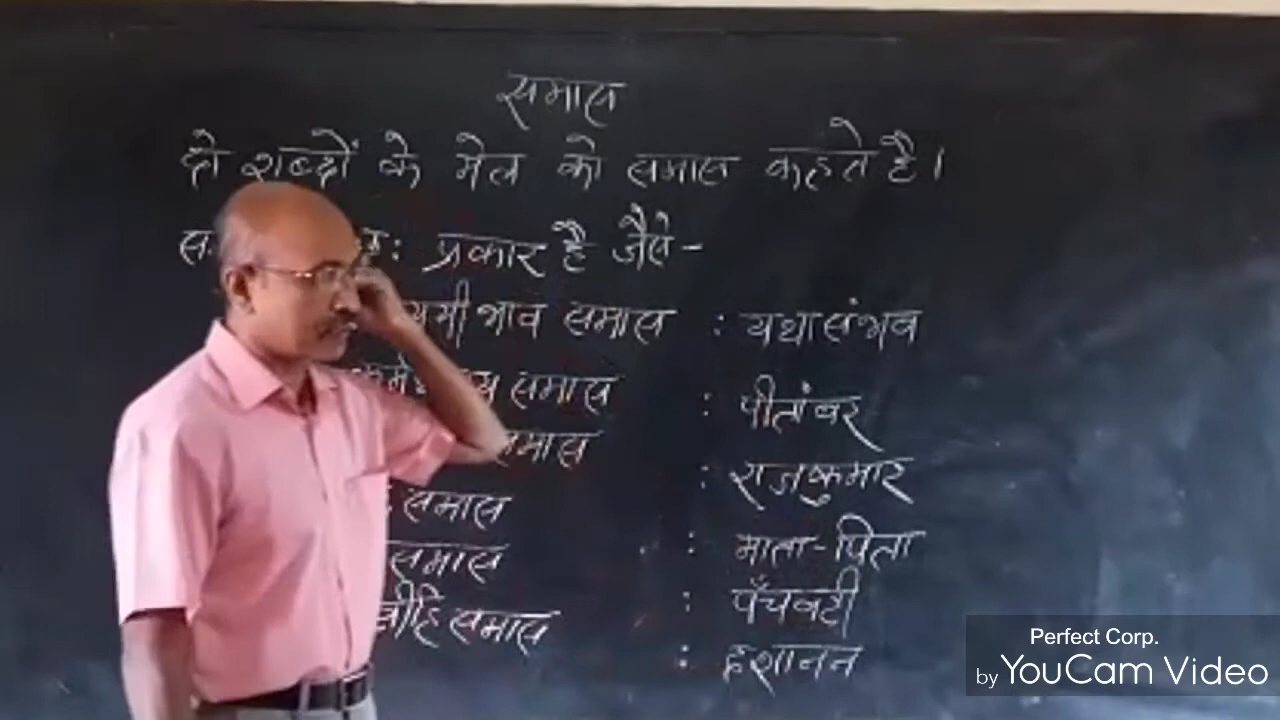 समास
दो शब्दों के मेल को समास कहते है।
प्रकार है जैसे -
समास : यथासंभव
समास : पीतांबर
समास : राजकुमार
समास : माता-पिता
समास : पँचवटी
समास : दशानन
Perfect Corp.
by YouCam Video